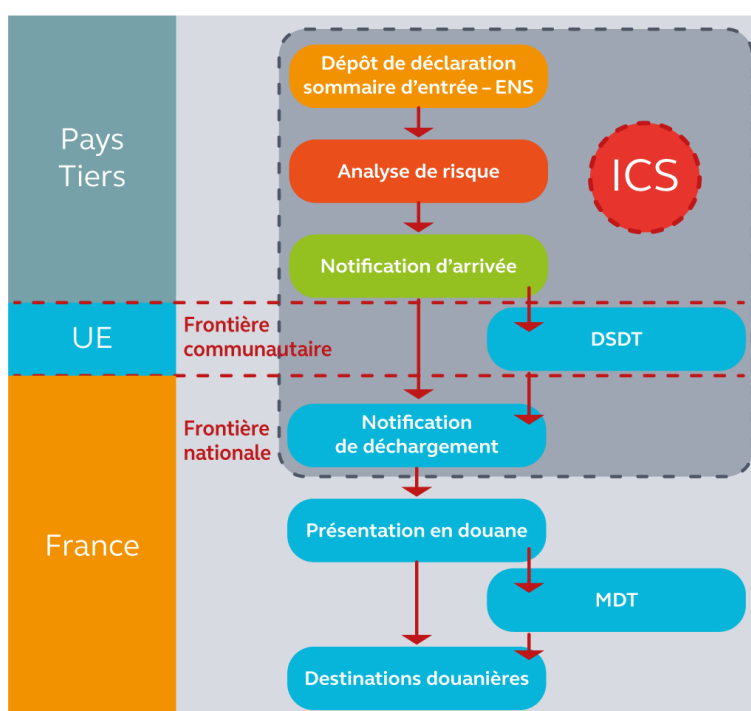 Dépôt de déclaration
sommaire d'entrée – ENS
Pays
Tiers
Analyse de risque
ICS
Notification d'arrivée
UE
Frontière
communautaire
DSDT
Frontière
nationale
Notification
de déchargement
France
Présentation en douane
MDT
Destinations douanières